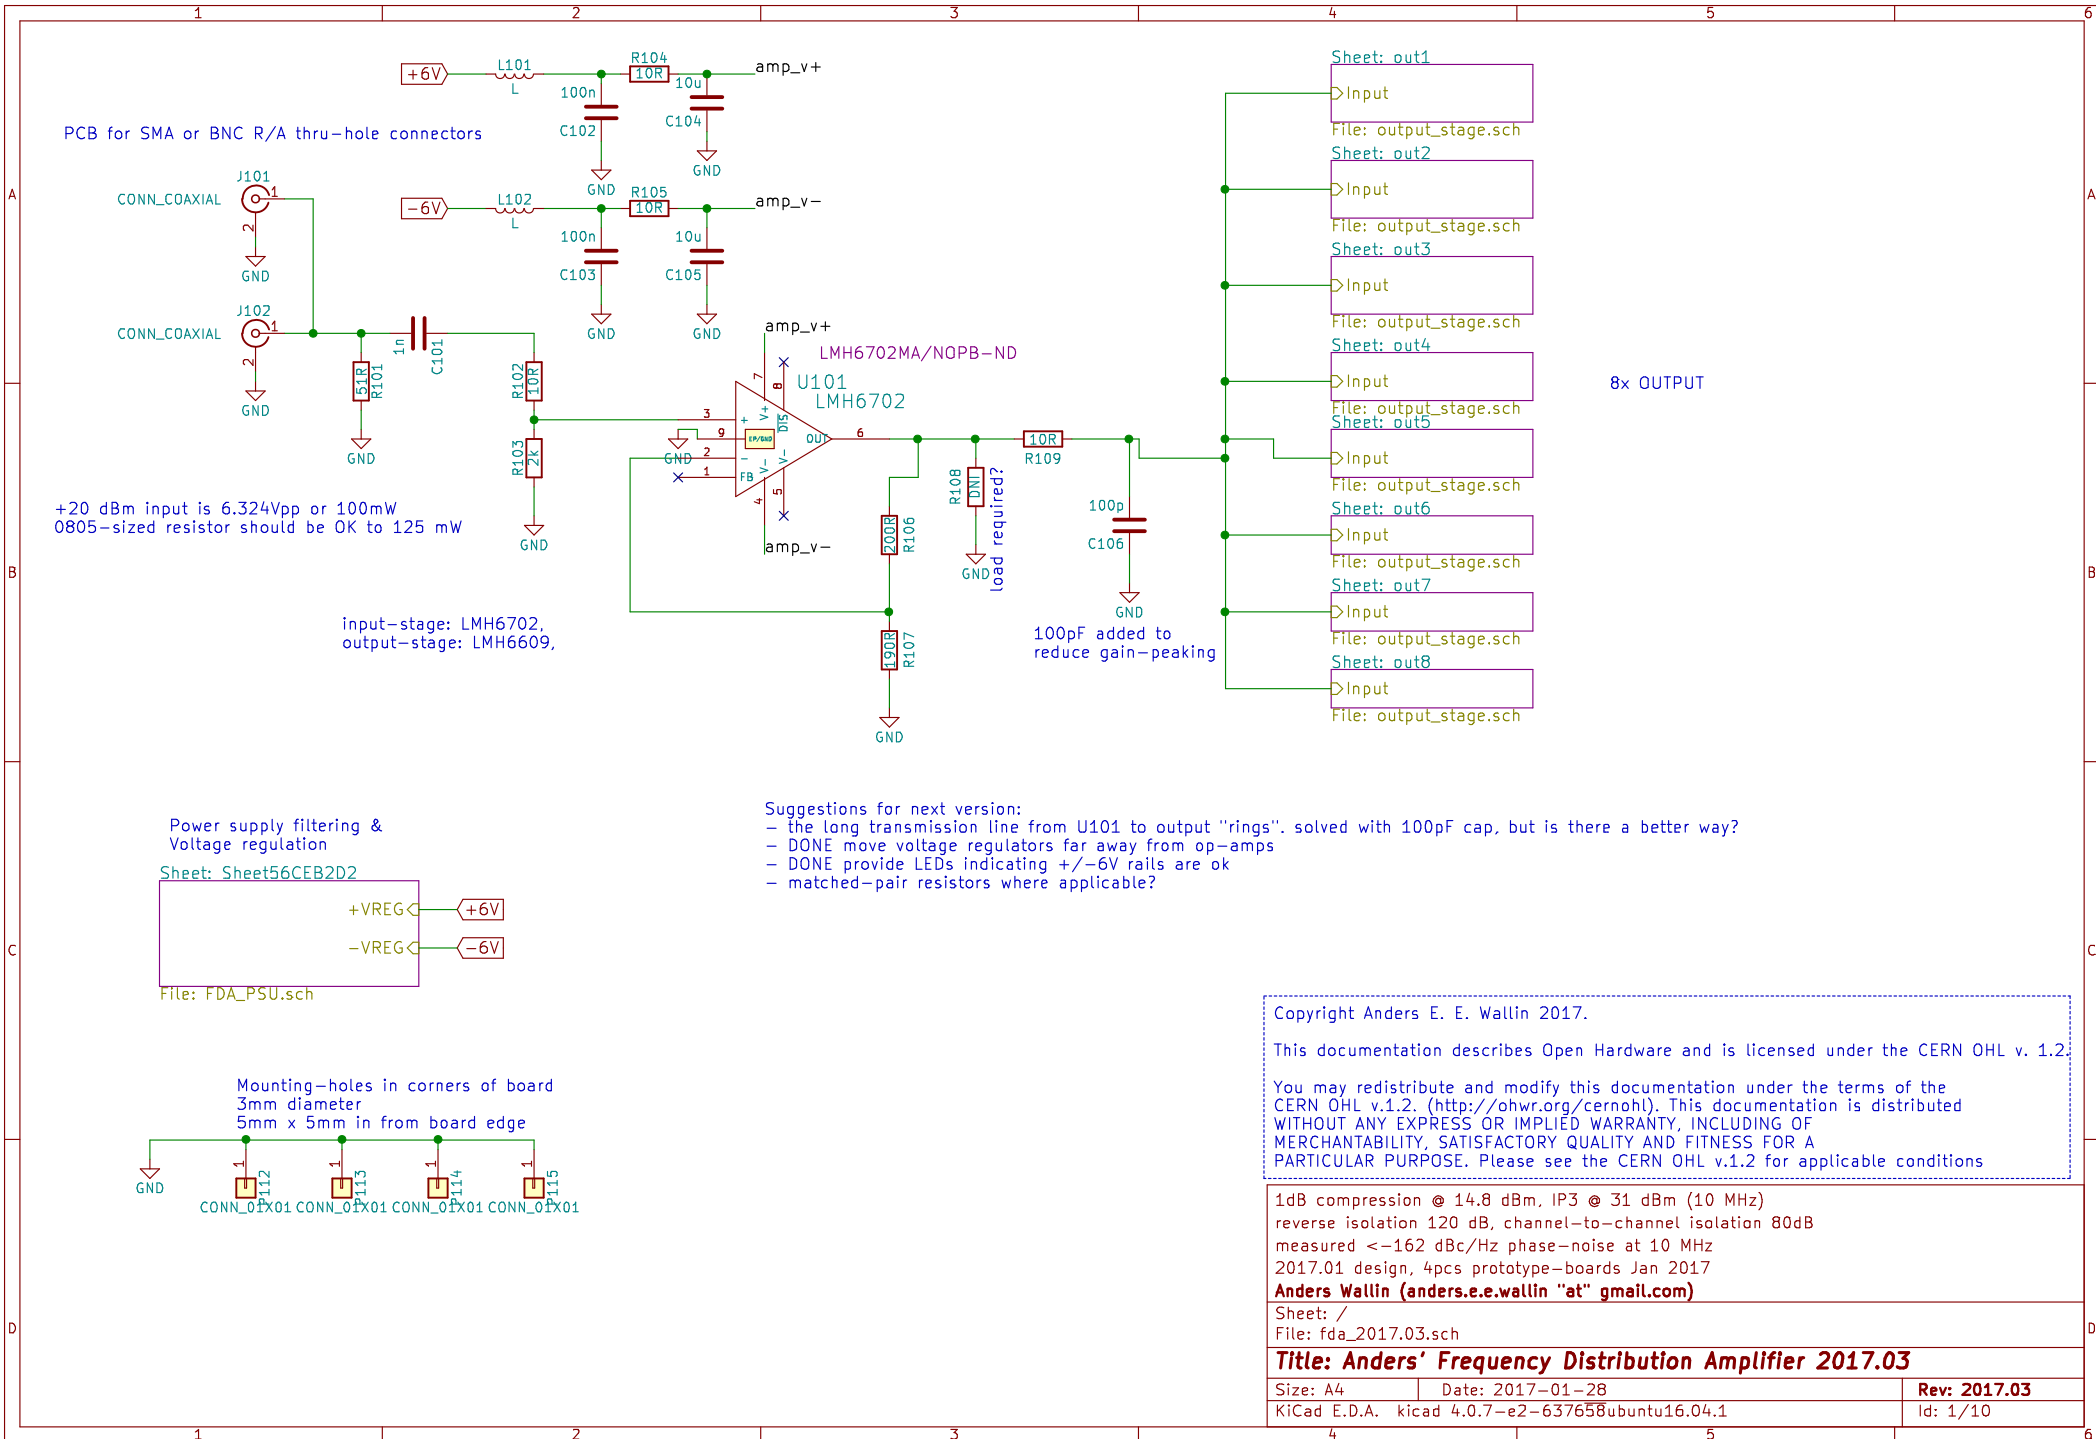 1 2 3 4 5 6
A
B
C
D
A
B
C
D
1 2 3 4 5 6
+6V
L101
L
100n
C102
GND
R104
10R
10u
C104
GND
amp_v+
PCB for SMA or BNC R/A thru-hole connectors
-6V
L102
L
100n
C103
GND
R105
10R
10u
C105
GND
amp_v-
J101
CONN_COAXIAL
1
2
GND
J102
CONN_COAXIAL
1
2
GND
51R
R101
GND
1n
C101
R102
10R
R103
2k
GND
+20 dBm input is 6.324Vpp or 100mW
0805-sized resistor should be OK to 125 mW
input-stage: LMH6702,
output-stage: LMH6609,
amp_v+
LMH6702MA/NOPB-ND
U101
LMH6702
7
8
3
9
2
1
4
5
6
+
-
V+
DIS
EP/GND
OUT
V-
V-
FB
GND
amp_v-
200R
R106
190R
R107
GND
R108
DNI
load required?
GND
10R
R109
100p
C106
GND
100pF added to
reduce gain-peaking
Sheet: out1
Input
File: output_stage.sch
Sheet: out2
Input
File: output_stage.sch
Sheet: out3
Input
File: output_stage.sch
Sheet: out4
Input
File: output_stage.sch
Sheet: out5
Input
File: output_stage.sch
Sheet: out6
Input
File: output_stage.sch
Sheet: out7
Input
File: output_stage.sch
Sheet: out8
Input
File: output_stage.sch
8x OUTPUT
Suggestions for next version:
- the long transmission line from U101 to output "rings". solved with 100pF cap, but is there a better way?
- DONE move voltage regulators far away from op-amps
- DONE provide LEDs indicating +/-6V rails are ok
- matched-pair resistors where applicable?
Power supply filtering &
Voltage regulation
Sheet: Sheet56CEB2D2
+VREG
+6V
-VREG
-6V
File: FDA_PSU.sch
Mounting-holes in corners of board
3mm diameter
5mm x 5mm in from board edge
GND
1
P112
CONN_01X01
1
P113
CONN_01X01
1
P114
CONN_01X01
1
P115
CONN_01X01
Copyright Anders E. E. Wallin 2017.
This documentation describes Open Hardware and is licensed under the CERN OHL v. 1.2.
You may redistribute and modify this documentation under the terms of the
CERN OHL v.1.2. (http://ohwr.org/cernohl). This documentation is distributed
WITHOUT ANY EXPRESS OR IMPLIED WARRANTY, INCLUDING OF
MERCHANTABILITY, SATISFACTORY QUALITY AND FITNESS FOR A
PARTICULAR PURPOSE. Please see the CERN OHL v.1.2 for applicable conditions
1dB compression @ 14.8 dBm, IP3 @ 31 dBm (10 MHz)
reverse isolation 120 dB, channel-to-channel isolation 80dB
measured <-162 dBc/Hz phase-noise at 10 MHz
2017.01 design, 4pcs prototype-boards Jan 2017
Anders Wallin (anders.e.e.wallin "at" gmail.com)
Sheet: /
File: fda_2017.03.sch
Title: Anders' Frequency Distribution Amplifier 2017.03
Size: A4
Date: 2017-01-28
Rev: 2017.03
KiCad E.D.A. kicad 4.0.7-e2-637658ubuntu16.04.1
Id: 1/10